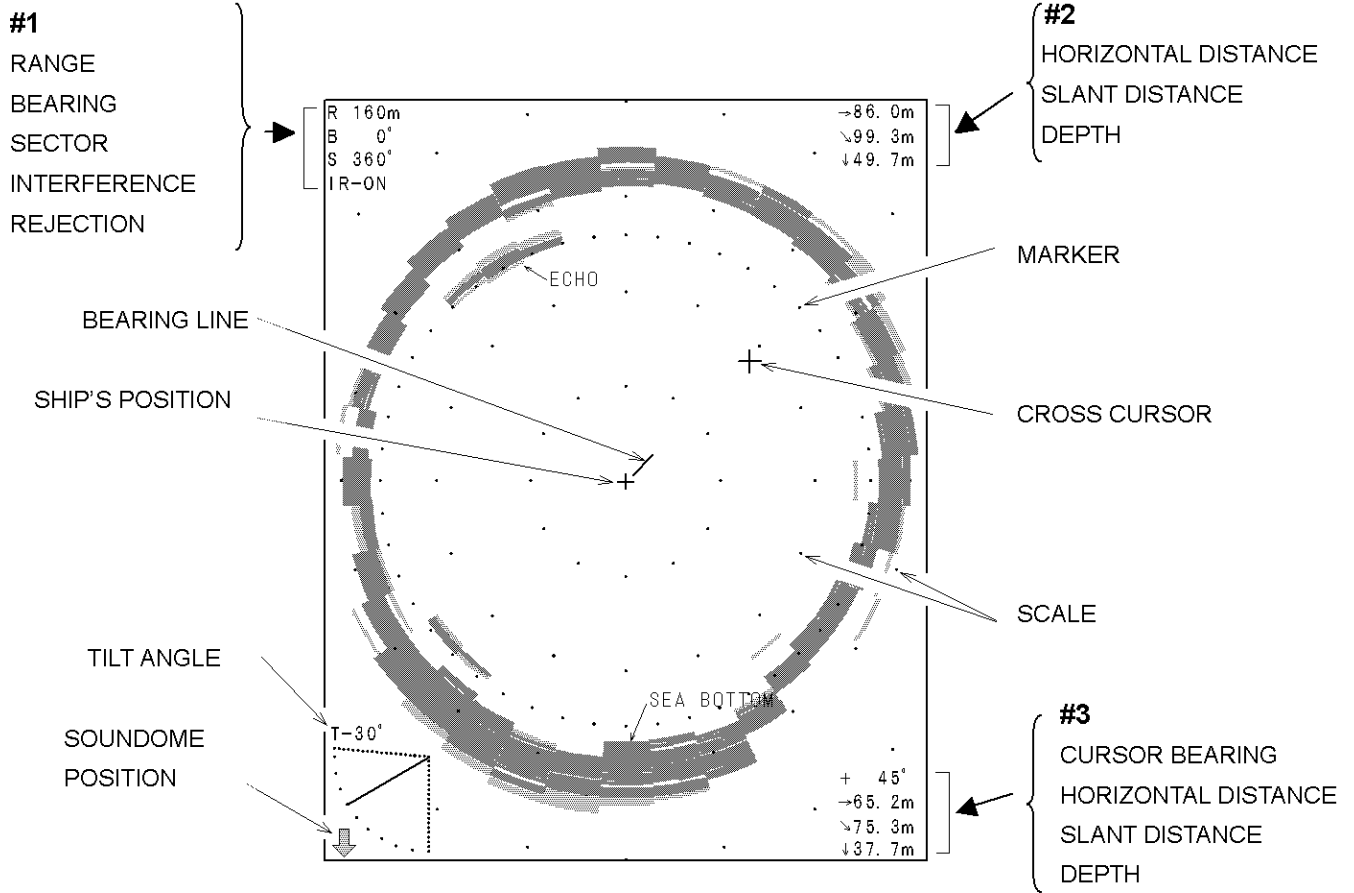 #1
RANGE
BEARING
SECTOR
INTERFERENCE
REJECTION
#2
HORIZONTAL DISTANCE
SLANT DISTANCE
DEPTH
R 160m
B 0°
S 360°
IR-ON
→86. 0m
↘99. 3m
↓49. 7m
MARKER
ECHO
BEARING LINE
SHIP'S POSITION
CROSS CURSOR
SCALE
TILT ANGLE
SOUNDOME
POSITION
SEA BOTTOM
T-30°
+ 45°
→65. 2m
↘75. 3m
↓37. 7m
#3
CURSOR BEARING
HORIZONTAL DISTANCE
SLANT DISTANCE
DEPTH